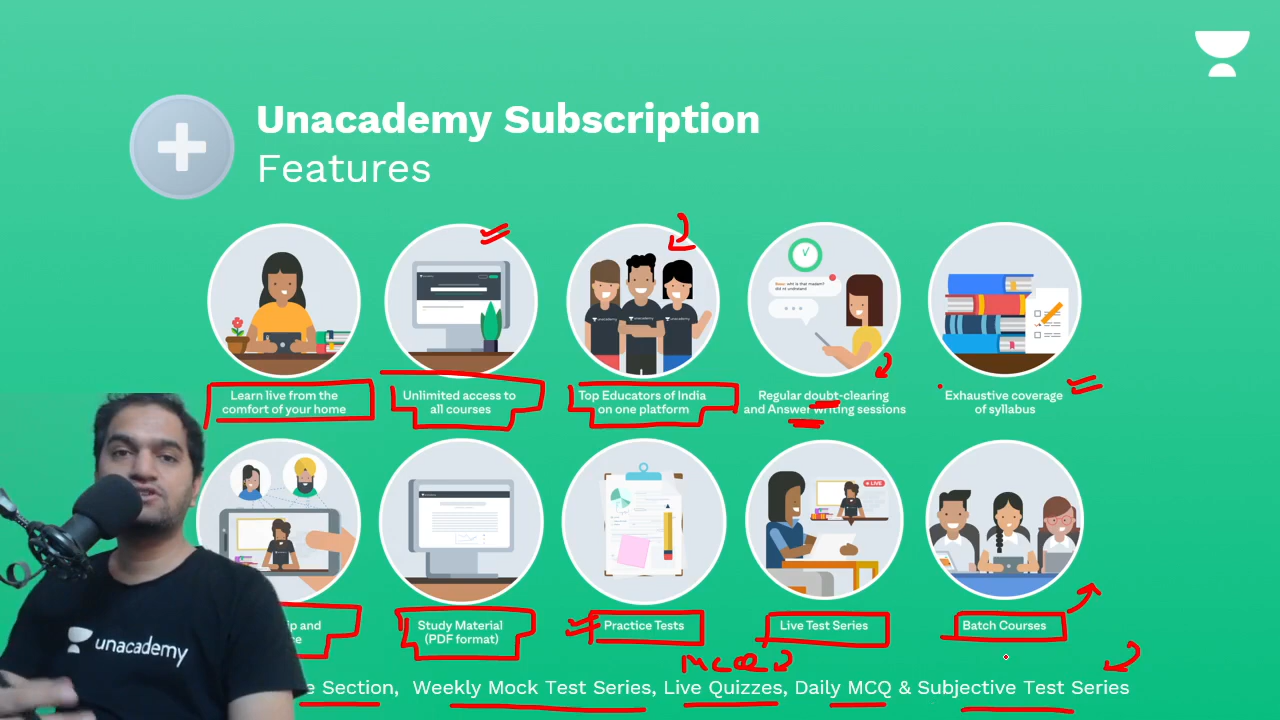 Unacademy Subscription
Features
Learn live from the
comfort of your home
Unlimited access to
all courses
Top Educators of India
on one platform
Regular doubt-clearing
and Answer writing sessions
Exhaustive coverage
of syllabus
and
Study Material
(PDF format)
Practice Tests
LIVE
Live Test Series
Batch Courses
MCQ
Section, Weekly Mock Test Series, Live Quizzes, Daily MCQ & Subjective Test Series
unacademy